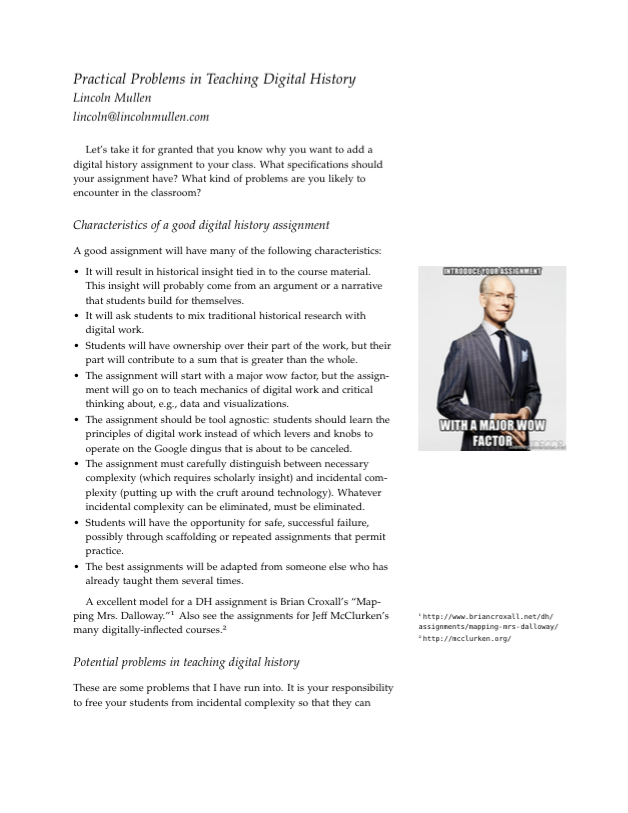 Practical Problems in Teaching Digital History
Lincoln Mullen
lincoln@lincolnmullen.com
Let's take it for granted that you know why you want to add a
digital history assignment to your class. What specifications should
your assignment have? What kind of problems are you likely to
encounter in the classroom?
Characteristics of a good digital history assignment
A good assignment will have many of the following characteristics:
• It will result in historical insight tied in to the course material.
This insight will probably come from an argument or a narrative
that students build for themselves.
• It will ask students to mix traditional historical research with
digital work.
• Students will have ownership over their part of the work, but their
part will contribute to a sum that is greater than the whole.
• The assignment will start with a major wow factor, but the assign-
ment will go on to teach mechanics of digital work and critical
thinking about, e.g., data and visualizations.
• The assignment should be tool agnostic: students should learn the
principles of digital work instead of which levers and knobs to
operate on the Google dingus that is about to be canceled.
• The assignment must carefully distinguish between necessary
complexity (which requires scholarly insight) and incidental com-
plexity (putting up with the cruft around technology). Whatever
incidental complexity can be eliminated, must be eliminated.
• Students will have the opportunity for safe, successful failure,
possibly through scaffolding or repeated assignments that permit
practice.
• The best assignments will be adapted from someone else who has
already taught them several times.
A excellent model for a DH assignment is Brian Croxall's “Map-
ping Mrs. Dalloway.”¹ Also see the assignments for Jeff McClurken's
many digitally-inflected courses.²
Potential problems in teaching digital history
These are some problems that I have run into. It is your responsibility
to free your students from incidental complexity so that they can
INTRODUCE YOUR ASSIGNMENT
WITH A MAJOR WOW
FACTOR
¹ http://www.briancroxall.net/dh/
assignments/mapping-mrs-dalloway/
² http://mcclurken.org/